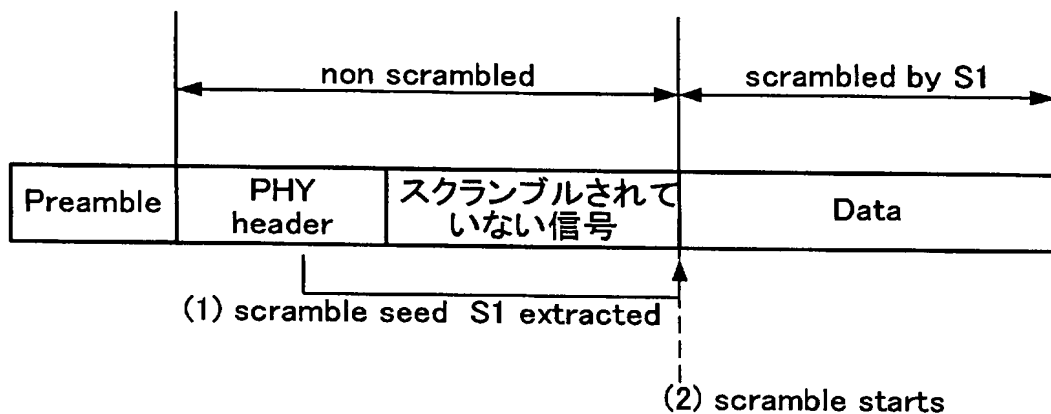 non scrambled
scrambled by S1
Preamble
PHY
header
スクランブルされて
いない信号
Data
(1) scramble seed S1 extracted
(2) scramble starts